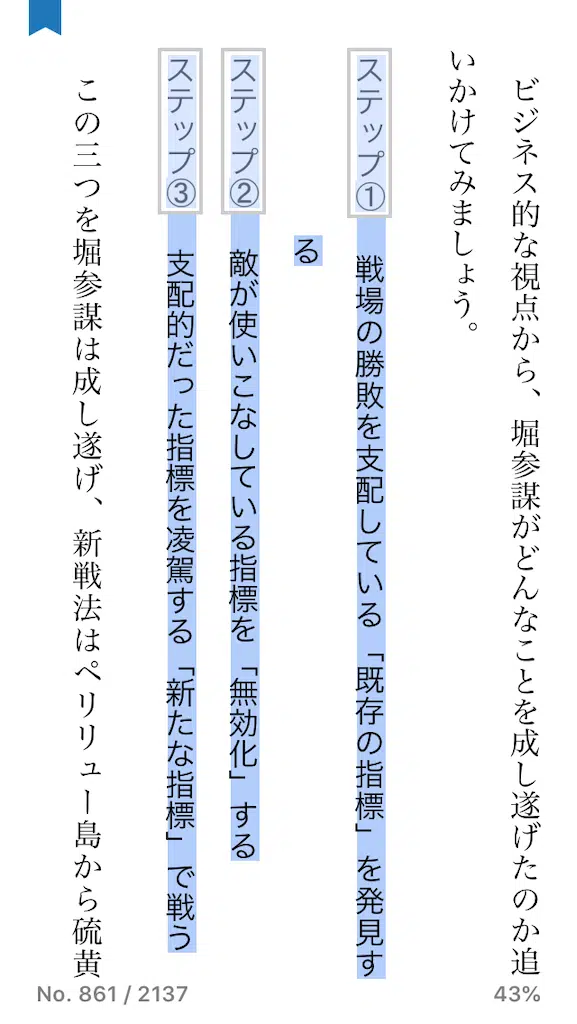 ビジネス的な視点から、堀参謀がどんなことを成し遂げたのか追
いかけてみましょう。
ステップ① 戦場の勝敗を支配している「既存の指標」を発見す
る
ステップ② 敵が使いこなしている指標を「無効化」する
ステップ③ 支配的だった指標を凌駕する「新たな指標」で戦う
この三つを堀参謀は成し遂げ、新戦法はペリリュー島から硫黄
No. 861 / 2137
43%